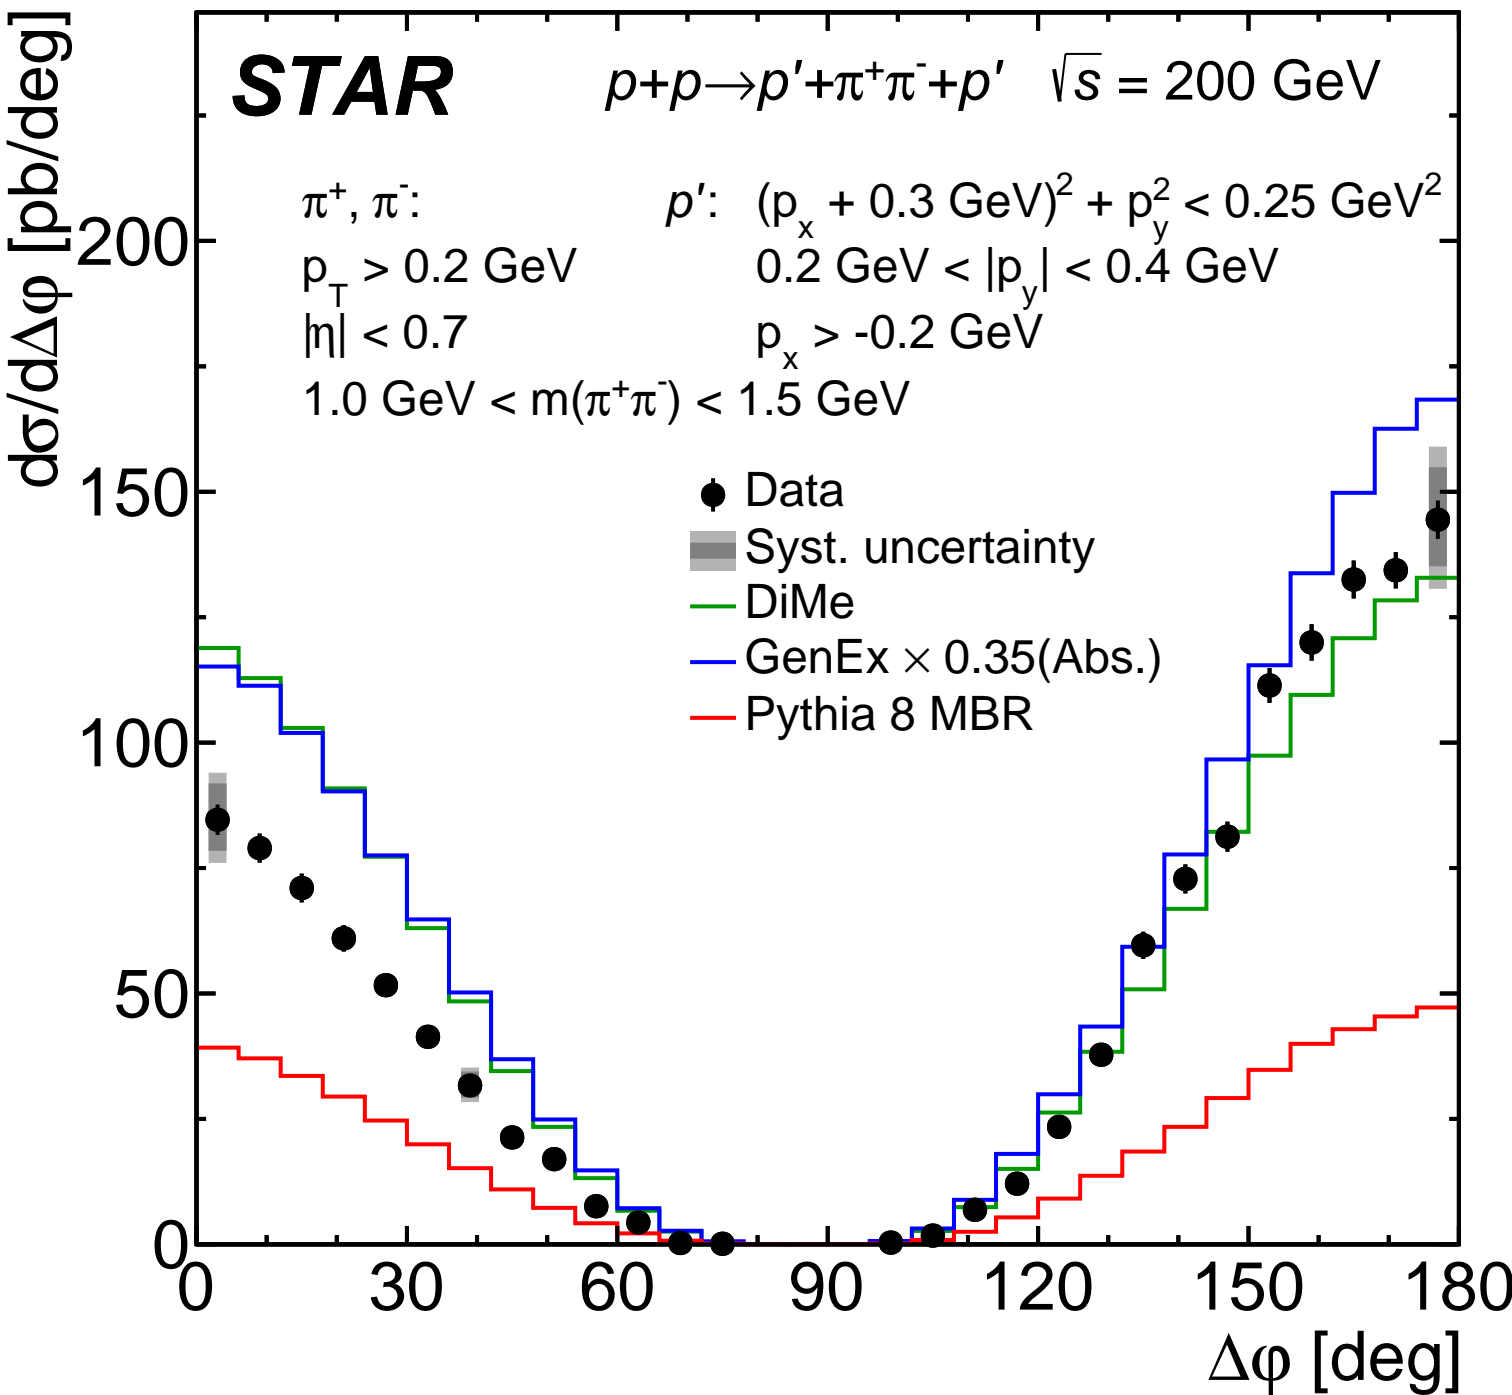 dσ/dΔφ [pb/deg]
STAR p+p→p′+π⁺π⁻+p′ √s = 200 GeV
π⁺, π⁻: p′: (pₓ + 0.3 GeV)² + p_y² < 0.25 GeV²
p_T > 0.2 GeV 0.2 GeV < |p_y| < 0.4 GeV
|η| < 0.7 pₓ > -0.2 GeV
1.0 GeV < m(π⁺π⁻) < 1.5 GeV
Data
Syst. uncertainty
DiMe
GenEx × 0.35(Abs.)
Pythia 8 MBR
200
150
100
50
0
0 30 60 90 120 150 180
Δφ [deg]